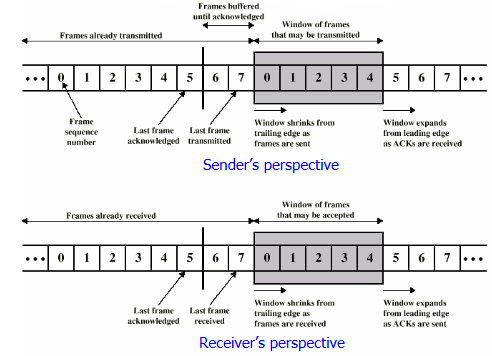 Frames buffered
until acknowledged
Window of frames
that may be transmitted
Frames already transmitted
••• 0 1 2 3 4 5 6 7 0 1 2 3 4 5 6 7 •••
Frame
sequence
number
Last frame
acknowledged
Last frame
transmitted
Window shrinks from
trailing edge as
frames are sent
Window expands
from leading edge
as ACKs are received
Sender's perspective
Window of frames
that may be accepted
Frames already received
••• 0 1 2 3 4 5 6 7 0 1 2 3 4 5 6 7 •••
Last frame
acknowledged
Last frame
received
Window shrinks from
trailing edge as
frames are received
Window expands
from leading edge
as ACKs are sent
Receiver's perspective